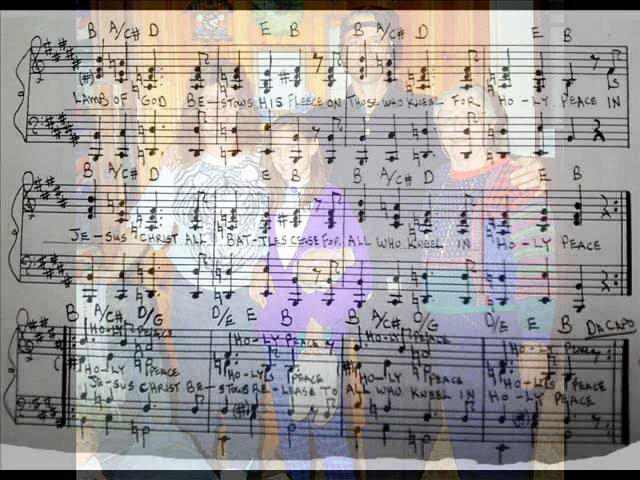 B A/C# D E B B A/C# D E B
LAMB OF GOD BE-STOWS HIS FLEECE ON THOSE WHO KNEEL FOR HO-LY PEACE IN
B A/C# D E B B A/C# D E B
JE-SUS CHRIST ALL BAT-TLES CEASE FOR ALL WHO KNEEL IN HO-LY PEACE
B A/C# D/G D/E E B B A/C# D/G D/E E B DA CAPO
HO-LY PEACE HO-LY PEACE HO-LY PEACE HO-LY PEACE
HO-LY PEACE HO-LY PEACE HO-LY PEACE HO-LY PEACE
JE-SUS CHRIST BE-STOWS RE-LEASE TO ALL WHO KNEEL IN HO-LY PEACE